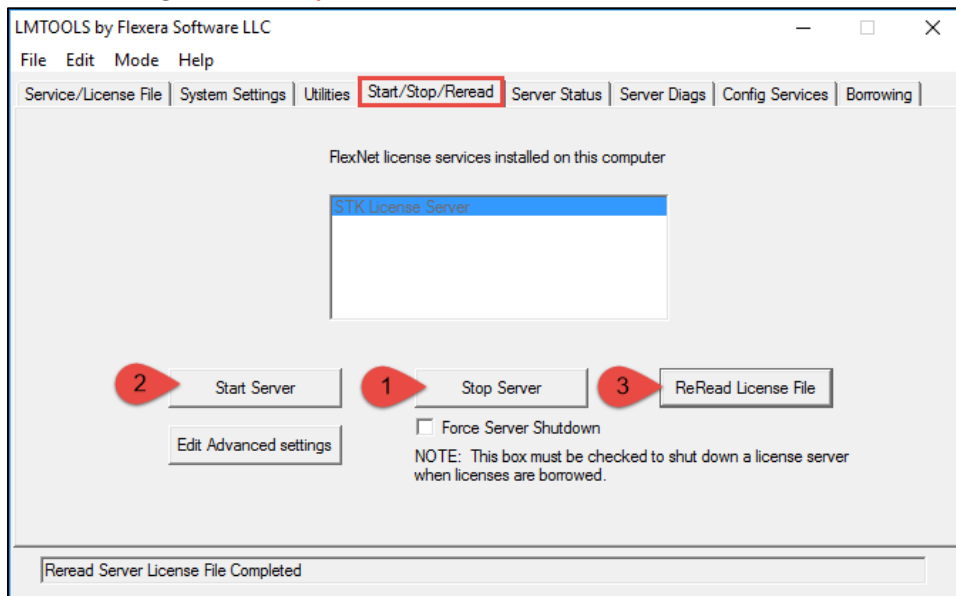 LMTOOLS by Flexera Software LLC
File Edit Mode Help
Service/License File System Settings Utilities Start/Stop/Reread Server Status Server Diags Config Services Borrowing
FlexNet license services installed on this computer
STK License Server
2 Start Server 1 Stop Server 3 ReRead License File
Force Server Shutdown
Edit Advanced settings
NOTE: This box must be checked to shut down a license server
when licenses are borrowed.
Reread Server License File Completed